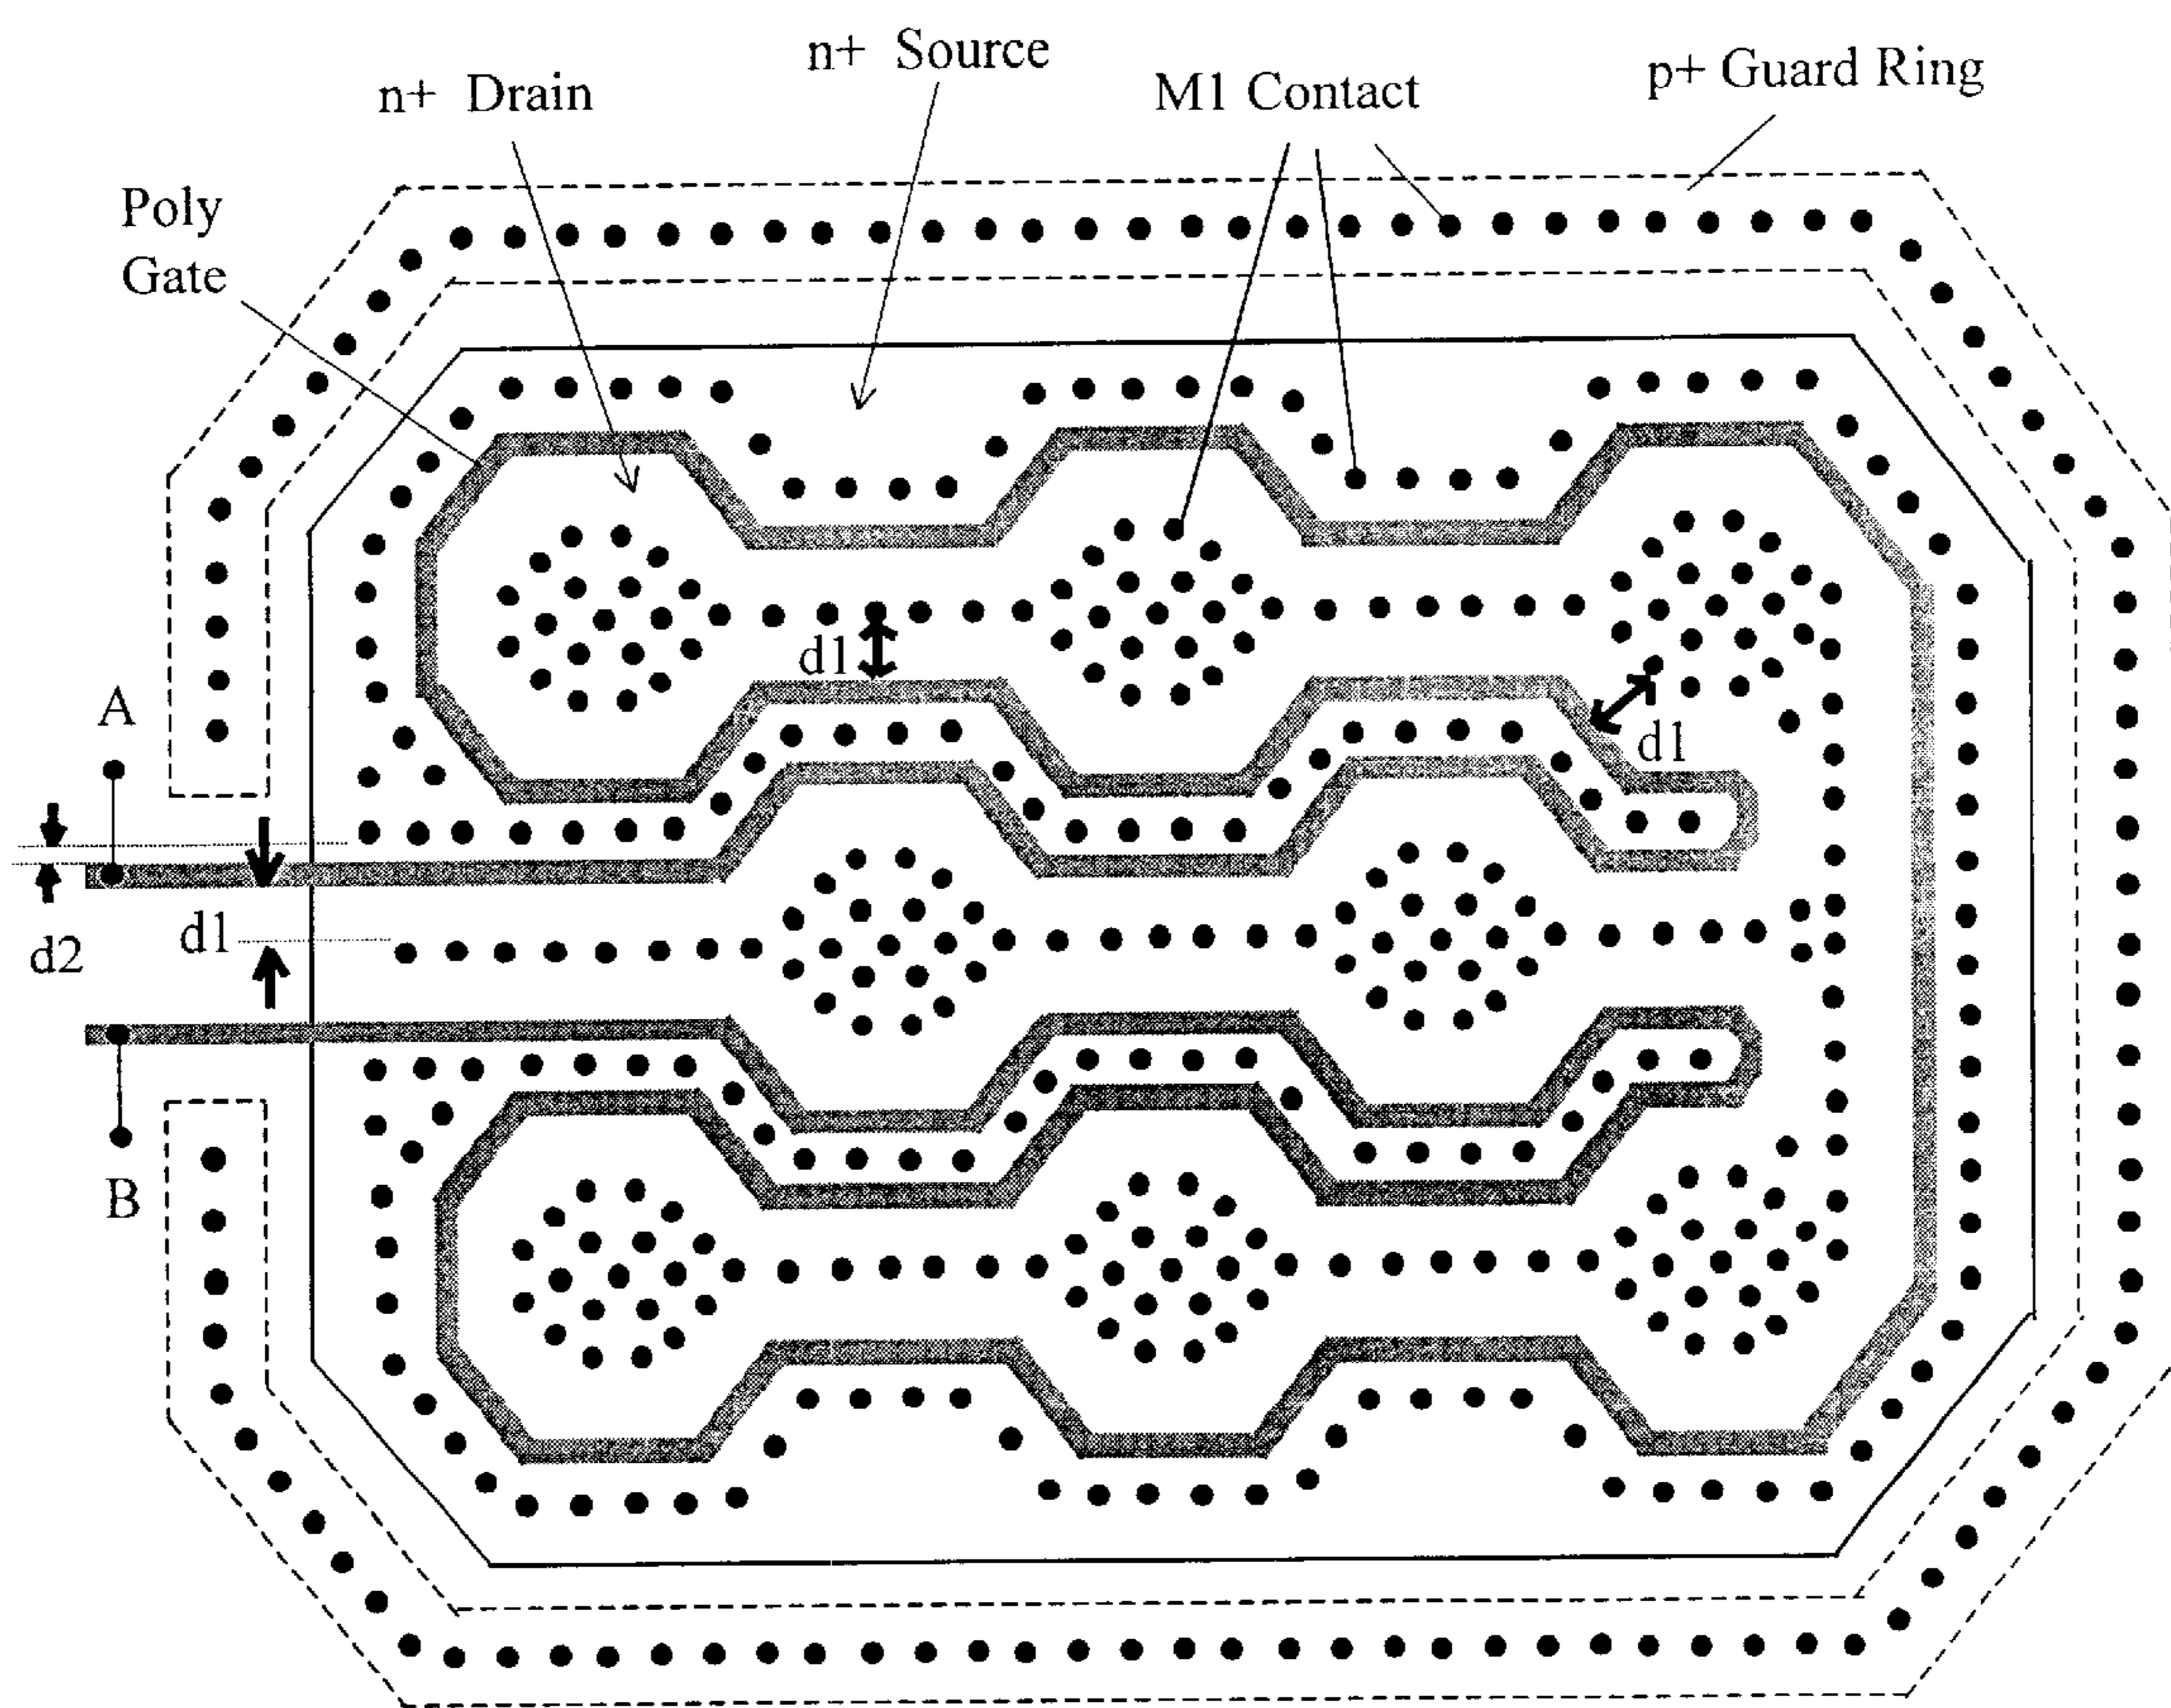 n+ Source
n+ Drain
M1 Contact
p+ Guard Ring
Poly
Gate
d1
A
d1
d1
d2
B